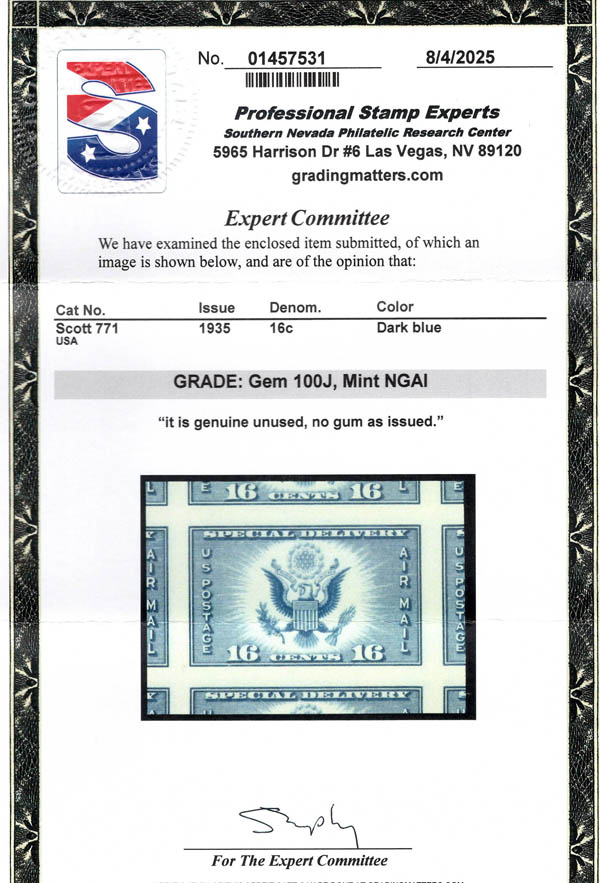 No. 01457531 8/4/2025
Professional Stamp Experts
Southern Nevada Philatelic Research Center
5965 Harrison Dr #6 Las Vegas, NV 89120
gradingmatters.com
Expert Committee
We have examined the enclosed item submitted, of which an
image is shown below, and are of the opinion that:
Cat No. Issue Denom. Color
Scott 771 1935 16c Dark blue
USA
GRADE: Gem 100J, Mint NGAI
“it is genuine unused, no gum as issued.”
L E 16 CENTS 16 L
SPECIAL DELIVERY
AIR MAIL
US POSTAGE
AIR MAIL
US POSTAGE
16 CENTS 16
SPECIAL DELIVERY
For The Expert Committee